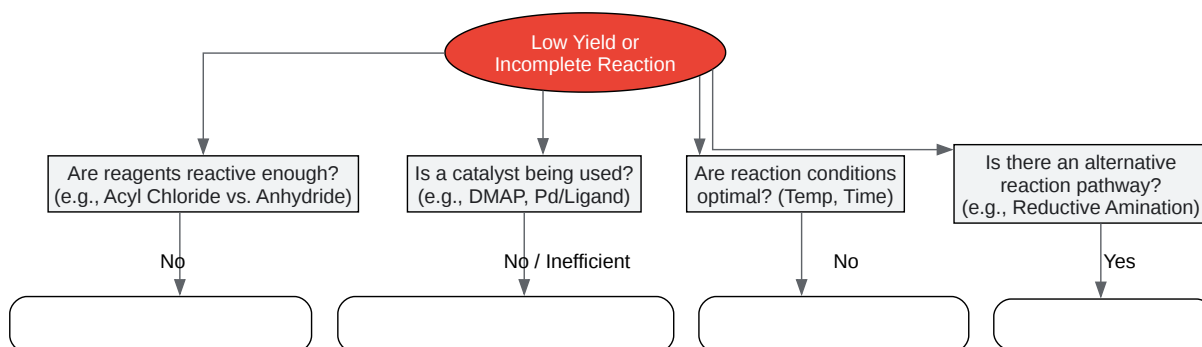 Low Yield or
Incomplete Reaction
Are reagents reactive enough?
(e.g., Acyl Chloride vs. Anhydride)
Is a catalyst being used?
(e.g., DMAP, Pd/Ligand)
Are reaction conditions
optimal? (Temp, Time)
Is there an alternative
reaction pathway?
(e.g., Reductive Amination)
No
No / Inefficient
No
Yes